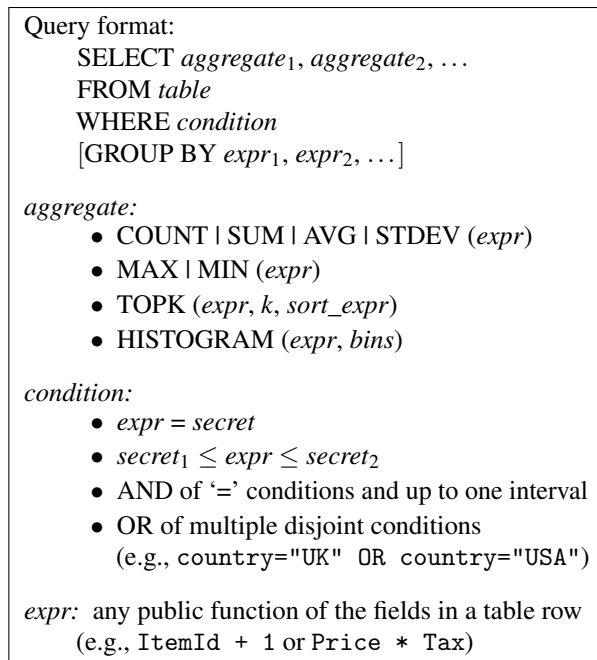 Query format:
SELECT aggregate₁, aggregate₂, …
FROM table
WHERE condition
[GROUP BY expr₁, expr₂, …]
aggregate:
• COUNT | SUM | AVG | STDEV (expr)
• MAX | MIN (expr)
• TOPK (expr, k, sort_expr)
• HISTOGRAM (expr, bins)
condition:
• expr = secret
• secret₁ ≤ expr ≤ secret₂
• AND of ‘=’ conditions and up to one interval
• OR of multiple disjoint conditions
(e.g., country="UK" OR country="USA")
expr: any public function of the fields in a table row
(e.g., ItemId + 1 or Price * Tax)